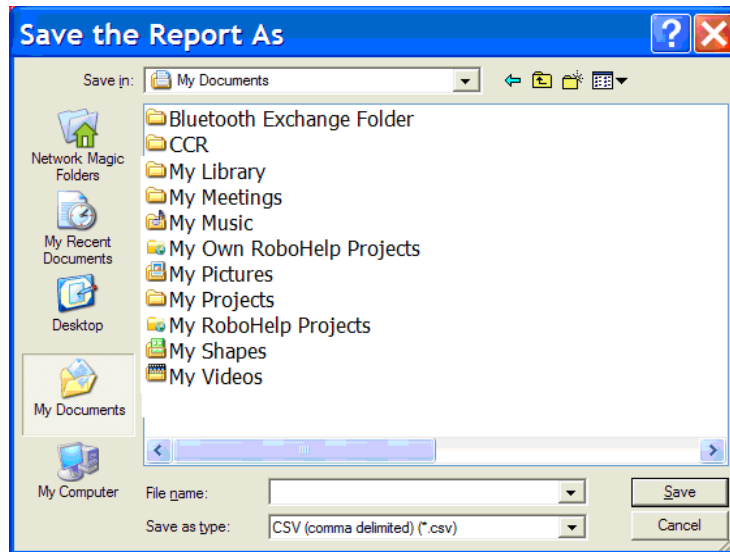 Save the Report As
Save in: My Documents
Network Magic
Folders
My Recent
Documents
Desktop
My Documents
My Computer
Bluetooth Exchange Folder
CCR
My Library
My Meetings
My Music
My Own RoboHelp Projects
My Pictures
My Projects
My RoboHelp Projects
My Shapes
My Videos
File name:
Save
Save as type: CSV (comma delimited) (*.csv)
Cancel